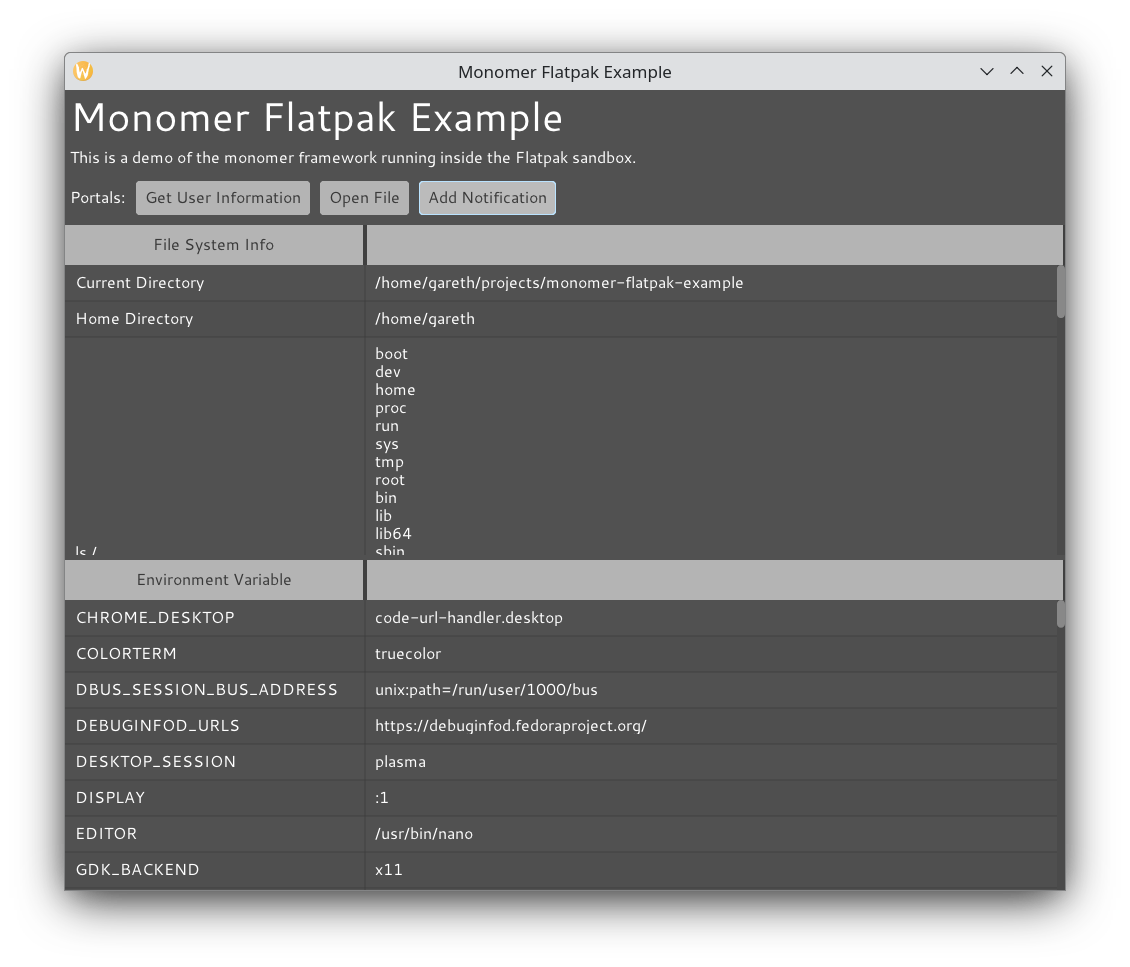 Monomer Flatpak Example
Monomer Flatpak Example
This is a demo of the monomer framework running inside the Flatpak sandbox.
Portals: Get User Information Open File Add Notification
File System Info
Current Directory /home/gareth/projects/monomer-flatpak-example
Home Directory /home/gareth
boot
dev
home
proc
run
sys
tmp
root
bin
lib
lib64
ls / sbin
Environment Variable
CHROME_DESKTOP code-url-handler.desktop
COLORTERM truecolor
DBUS_SESSION_BUS_ADDRESS unix:path=/run/user/1000/bus
DEBUGINFOD_URLS https://debuginfod.fedoraproject.org/
DESKTOP_SESSION plasma
DISPLAY :1
EDITOR /usr/bin/nano
GDK_BACKEND x11